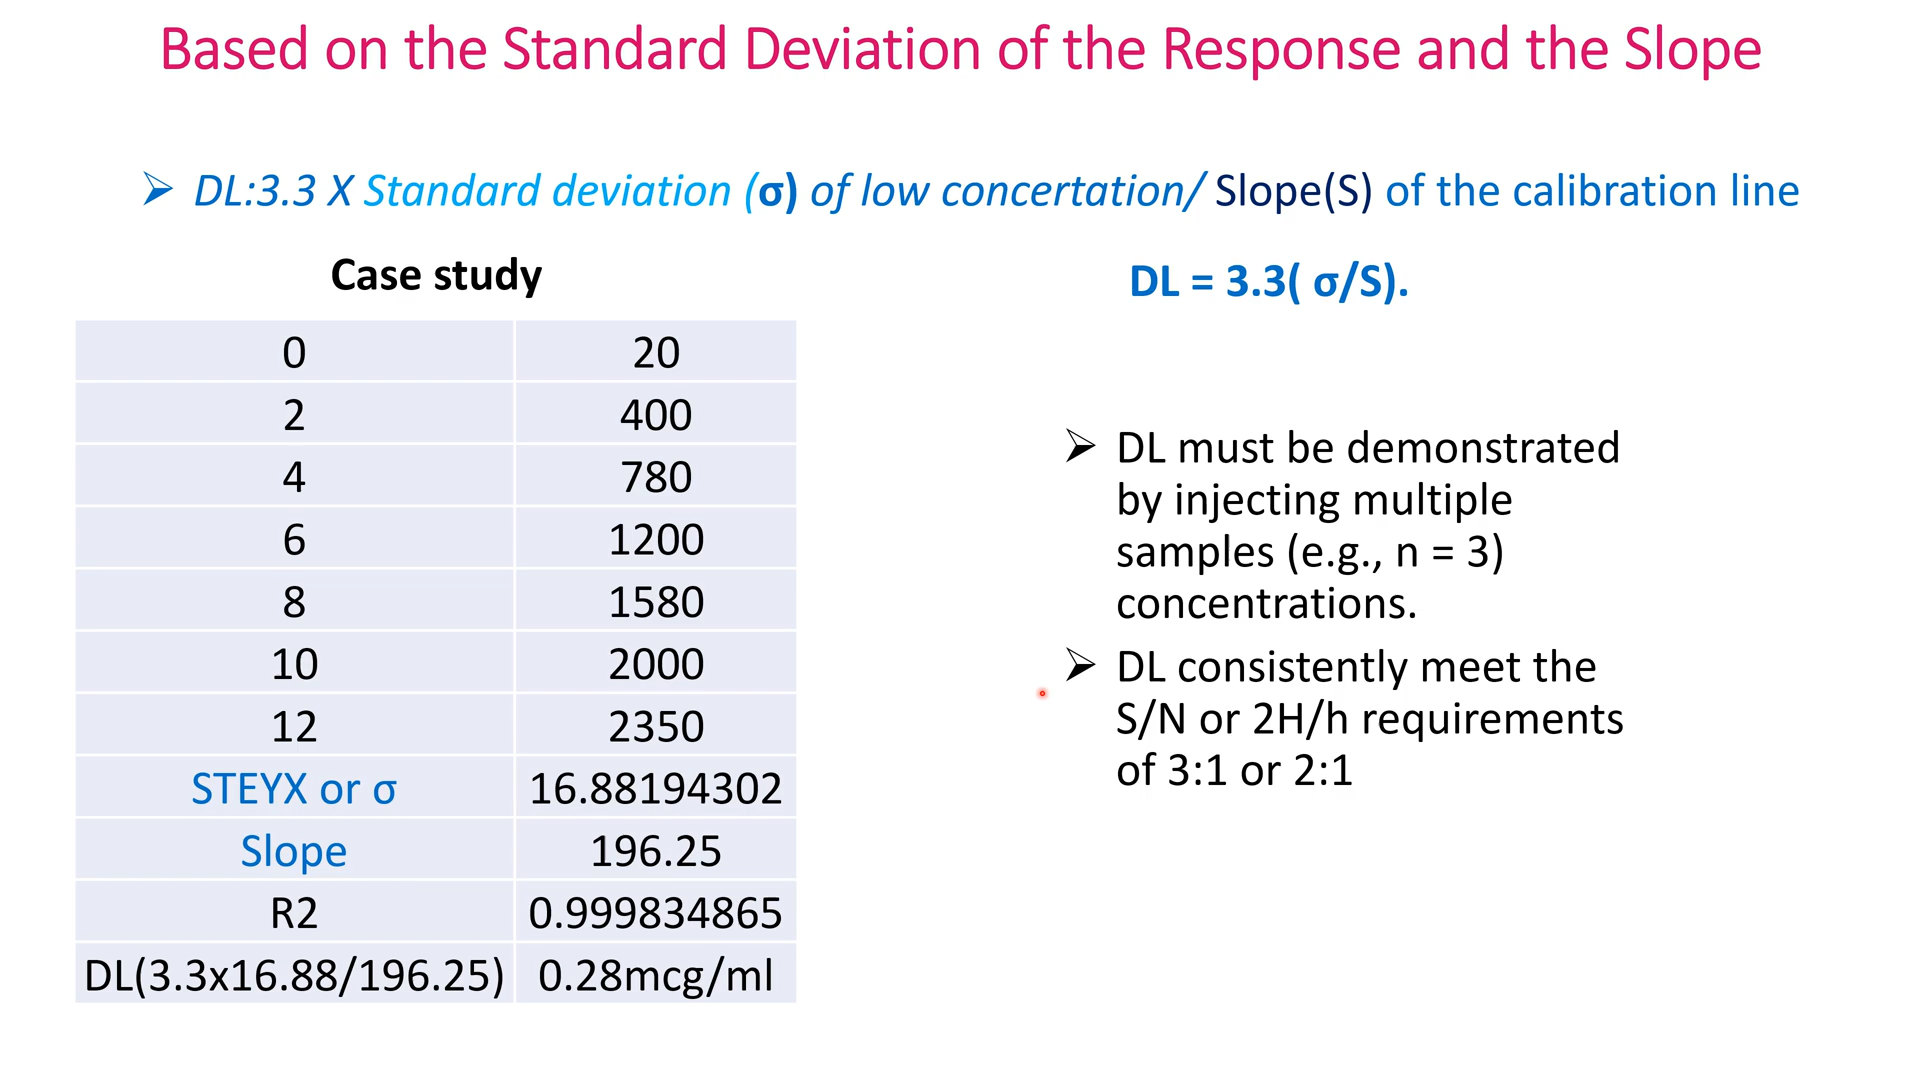 Based on the Standard Deviation of the Response and the Slope
➢ DL:3.3 X Standard deviation (σ) of low concertation/ Slope(S) of the calibration line
Case study
DL = 3.3( σ/S).
0 20
2 400
4 780
6 1200
8 1580
10 2000
12 2350
STEYX or σ 16.88194302
Slope 196.25
R2 0.999834865
DL(3.3x16.88/196.25) 0.28mcg/ml
➢ DL must be demonstrated
by injecting multiple
samples (e.g., n = 3)
concentrations.
➢ DL consistently meet the
S/N or 2H/h requirements
of 3:1 or 2:1